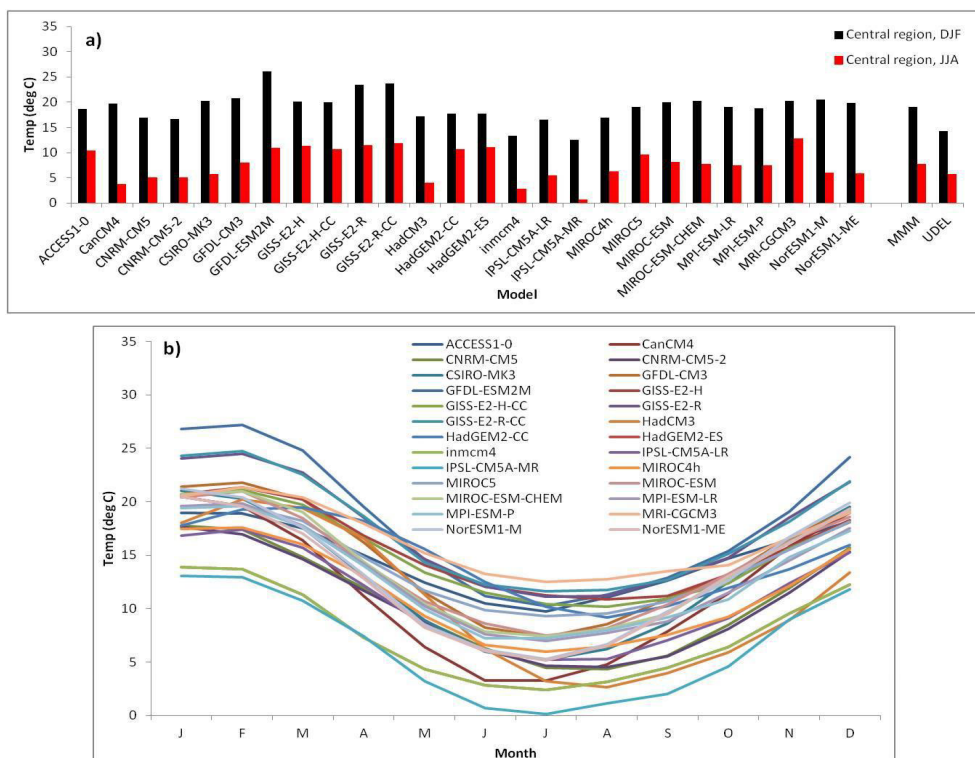 a)
Temp (deg C)
35
30
25
20
15
10
5
0
Central region, DJF
Central region, JJA
ACCESS1-0
CanCM4
CNRM-CM5
CNRM-CM5-2
CSIRO-MK3
GFDL-CM3
GFDL-ESM2M
GISS-E2-H
GISS-E2-H-CC
GISS-E2-R
GISS-E2-R-CC
HadCM3
HadGEM2-CC
HadGEM2-ES
inmcm4
IPSL-CM5A-LR
IPSL-CM5A-MR
MIROC4h
MIROC5
MIROC-ESM
MIROC-ESM-CHEM
MPI-ESM-LR
MPI-ESM-P
MRI-CGCM3
NorESM1-M
NorESM1-ME
MMM
UDEL
Model
b)
Temp (deg C)
35
30
25
20
15
10
5
0
ACCESS1-0 CanCM4
CNRM-CM5 CNRM-CM5-2
CSIRO-MK3 GFDL-CM3
GFDL-ESM2M GISS-E2-H
GISS-E2-H-CC GISS-E2-R
GISS-E2-R-CC HadCM3
HadGEM2-CC HadGEM2-ES
inmcm4 IPSL-CM5A-LR
IPSL-CM5A-MR MIROC4h
MIROC5 MIROC-ESM
MIROC-ESM-CHEM MPI-ESM-LR
MPI-ESM-P MRI-CGCM3
NorESM1-M NorESM1-ME
J F M A M J J A S O N D
Month